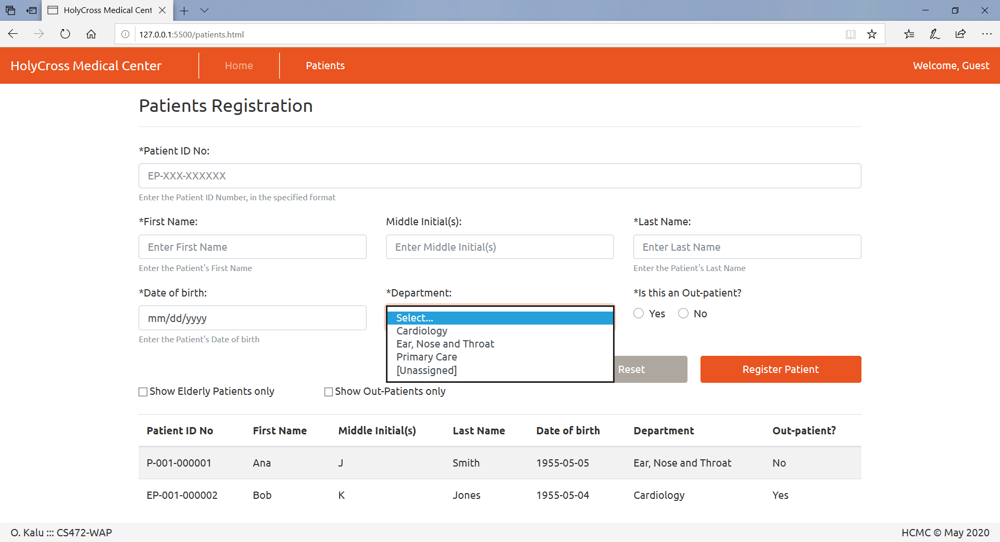 HolyCross Medical Cent
127.0.0.1:5500/patients.html
HolyCross Medical Center Home Patients Welcome, Guest
Patients Registration
*Patient ID No:
EP-XXX-XXXXXX
Enter the Patient ID Number, in the specified format
*First Name: Middle Initial(s): *Last Name:
Enter First Name Enter Middle Initial(s) Enter Last Name
Enter the Patient's First Name Enter the Patient's Last Name
*Date of birth: *Department: *Is this an Out-patient?
mm/dd/yyyy Select... Yes No
Cardiology
Enter the Patient's Date of birth Ear, Nose and Throat
Primary Care
[Unassigned] Reset Register Patient
Show Elderly Patients only Show Out-Patients only
Patient ID No First Name Middle Initial(s) Last Name Date of birth Department Out-patient?
P-001-000001 Ana J Smith 1955-05-05 Ear, Nose and Throat No
EP-001-000002 Bob K Jones 1955-05-04 Cardiology Yes
O. Kalu ::: CS472-WAP HCMC © May 2020